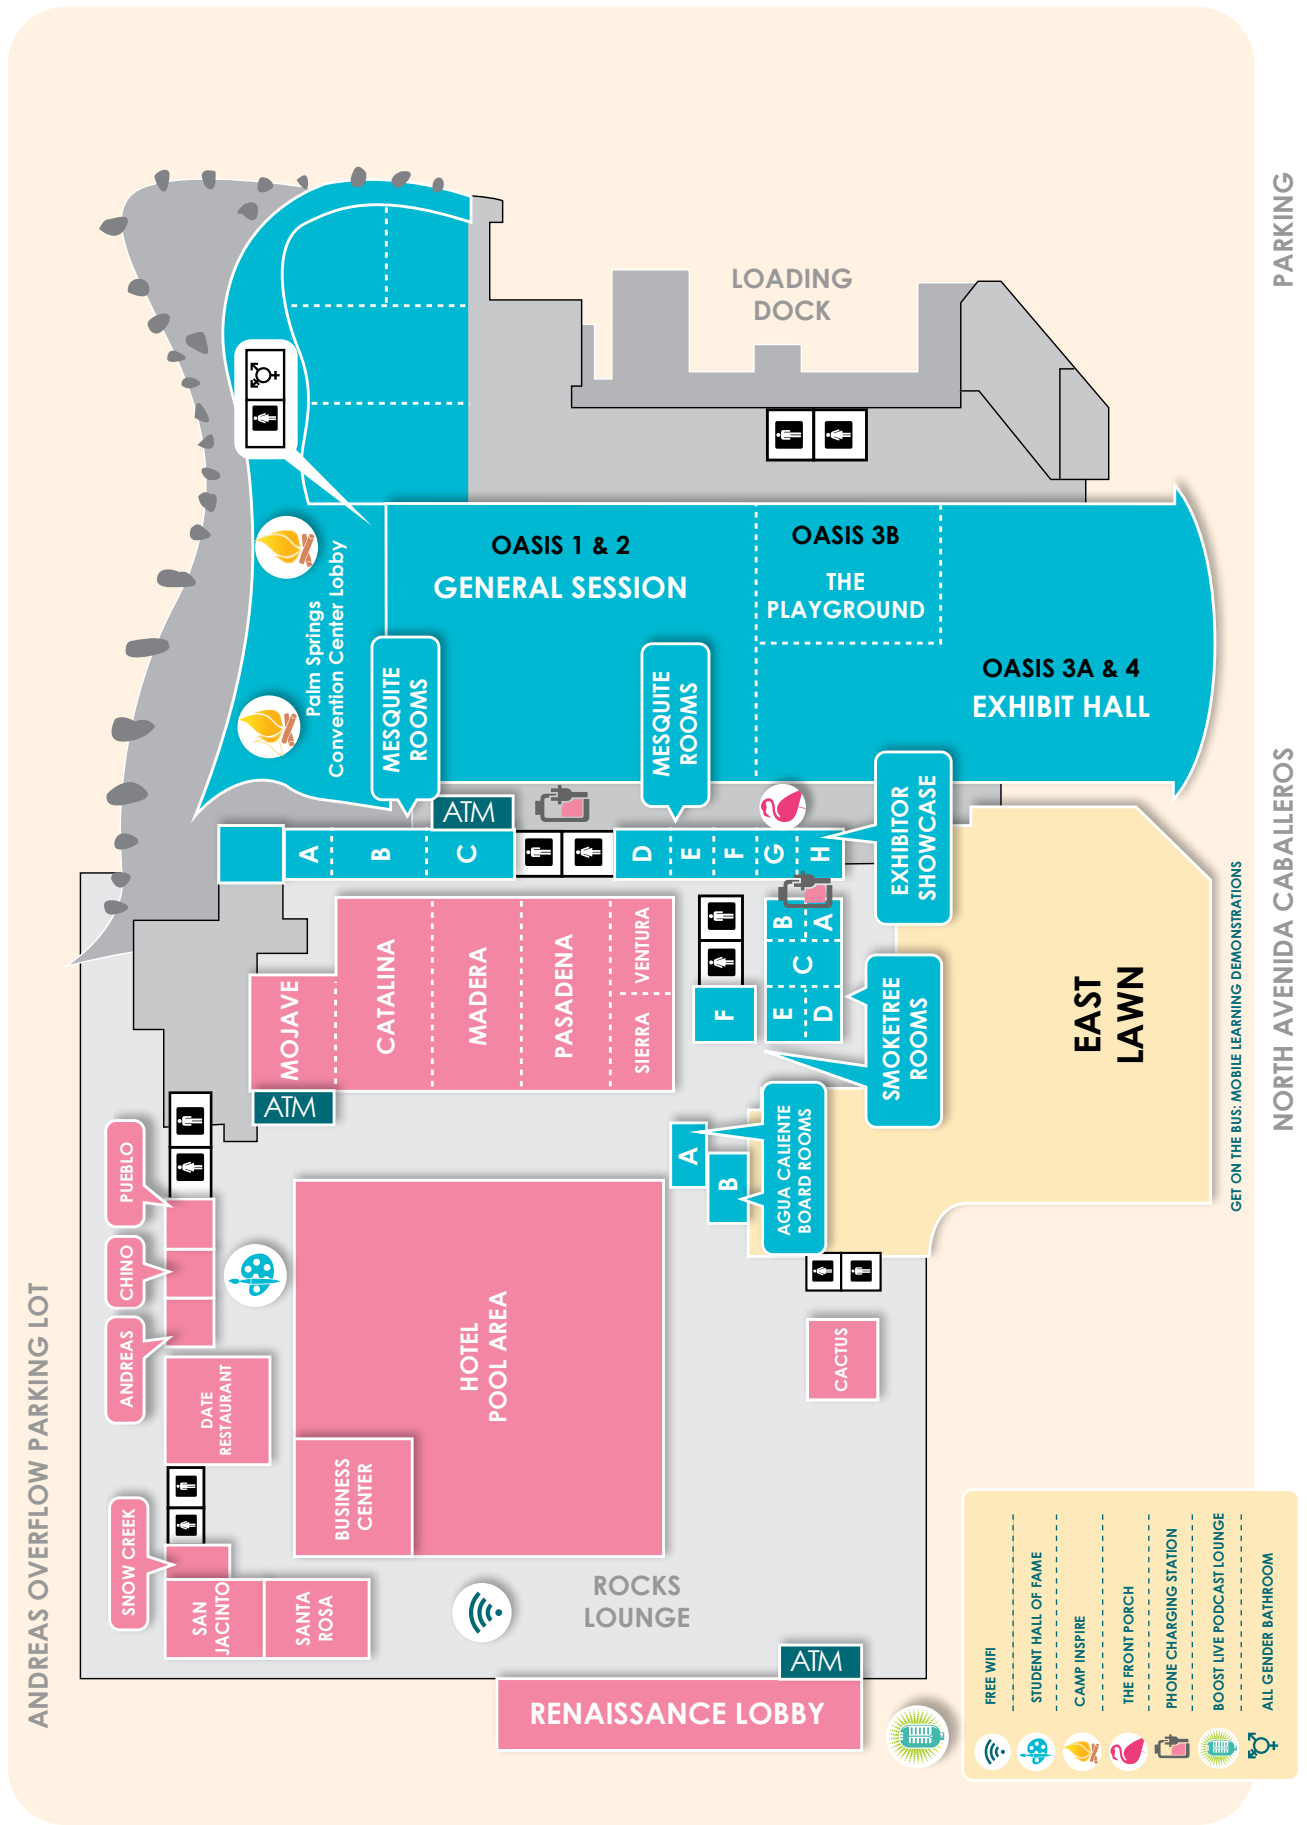 PARKING
LOADING
DOCK
OASIS 1 & 2
GENERAL SESSION
OASIS 3B
THE
PLAYGROUND
OASIS 3A & 4
EXHIBIT HALL
Palm Springs
Convention Center Lobby
MESQUITE
ROOMS
MESQUITE
ROOMS
EXHIBITOR
SHOWCASE
NORTH AVENIDA CABALLEROS
ATM
A
B
C
D
E
F
G
H
MOJAVE
CATALINA
MADERA
PASADENA
SIERRA
VENTURA
ATM
F
B
A
C
E
D
SMOKETREE
ROOMS
EAST
LAWN
GET ON THE BUS: MOBILE LEARNING DEMONSTRATIONS
A
B
AGUA CALIENTE
BOARD ROOMS
PUEBLO
CHINO
ANDREAS
DATE
RESTAURANT
HOTEL
POOL AREA
BUSINESS
CENTER
CACTUS
ANDREAS OVERFLOW PARKING LOT
SNOW CREEK
SAN
JACINTO
SANTA
ROSA
ROCKS
LOUNGE
ATM
RENAISSANCE LOBBY
FREE WIFI
STUDENT HALL OF FAME
CAMP INSPIRE
THE FRONT PORCH
PHONE CHARGING STATION
BOOST LIVE PODCAST LOUNGE
ALL GENDER BATHROOM